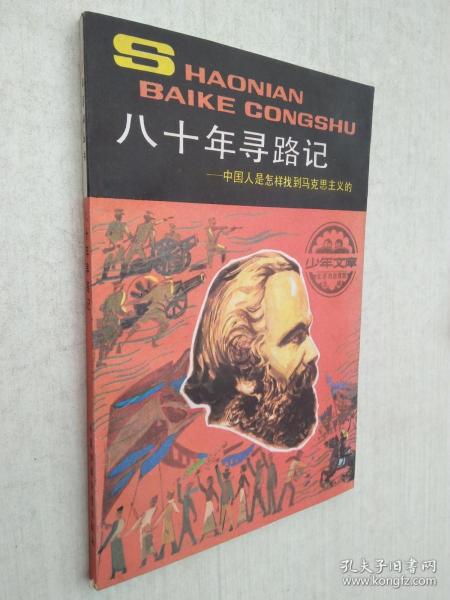 SHAONIAN
BAIKE CONGSHU
八十年寻路记
——中国人是怎样找到马克思主义的
少年文库
孔夫子旧书网
www.kongfz.com